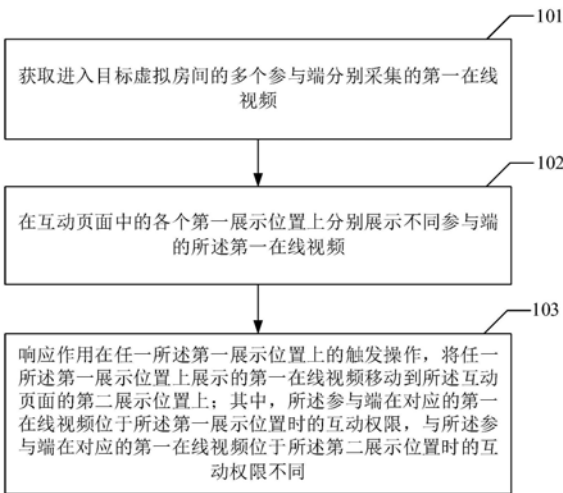 101
获取进入目标虚拟房间的多个参与端分别采集的第一在线
视频
102
在互动页面中的各个第一展示位置上分别展示不同参与端
的所述第一在线视频
103
响应作用在任一所述第一展示位置上的触发操作，将任一
所述第一展示位置上展示的第一在线视频移动到所述互动
页面的第二展示位置上；其中，所述参与端在对应的第一
在线视频位于所述第一展示位置时的互动权限，与所述参
与端在对应的第一在线视频位于所述第二展示位置时的互
动权限不同